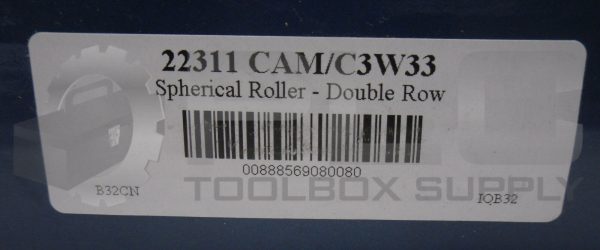 22311 CAM/C3W33
Spherical Roller - Double Row
00888569080080
B32CN
TOOLBOX SUPPLY
IQB32